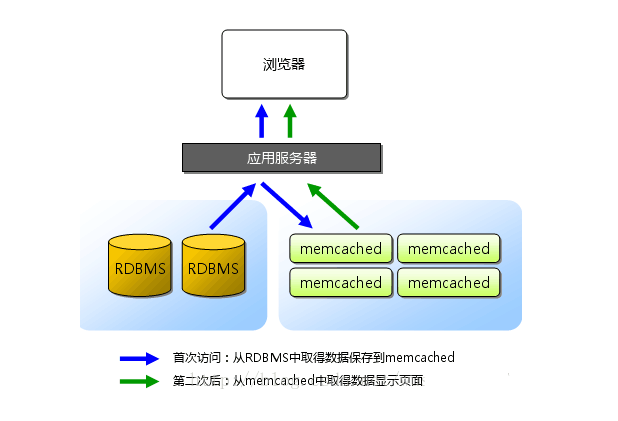 浏览器
应用服务器
RDBMS RDBMS
memcached memcached
memcached memcached
首次访问：从RDBMS中取得数据保存到memcached
第二次后：从memcached中取得数据显示页面